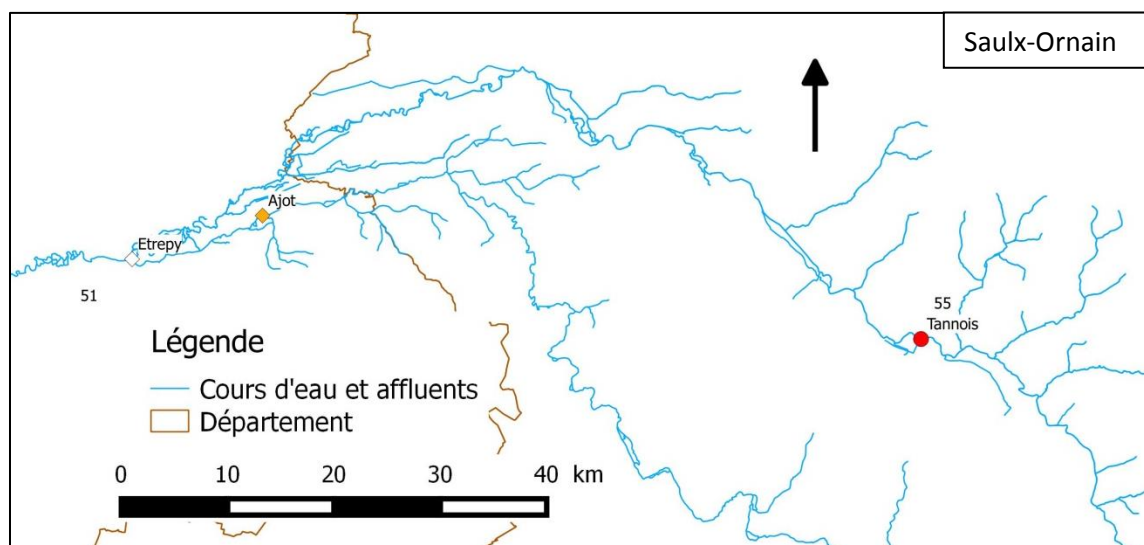 Saulx-Ornain
Ajot
Etrepy
51
55
Tannois
Légende
Cours d'eau et affluents
Département
0 10 20 30 40 km